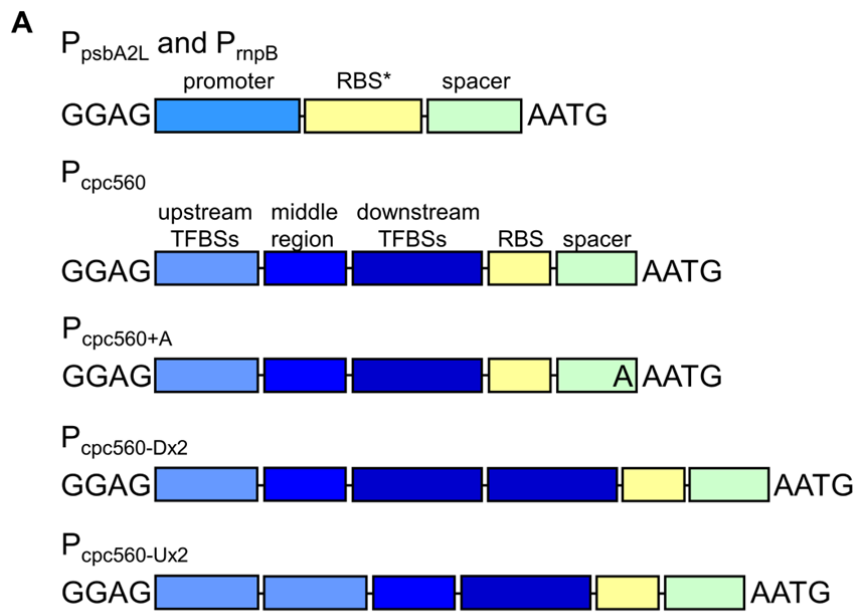 A
PpsbA2L and PrnpB
promoter RBS* spacer
GGAG AATG
Pcpc560
upstream TFBSs middle region downstream TFBSs RBS spacer
GGAG AATG
Pcpc560+A
GGAG A AATG
Pcpc560-Dx2
GGAG AATG
Pcpc560-Ux2
GGAG AATG